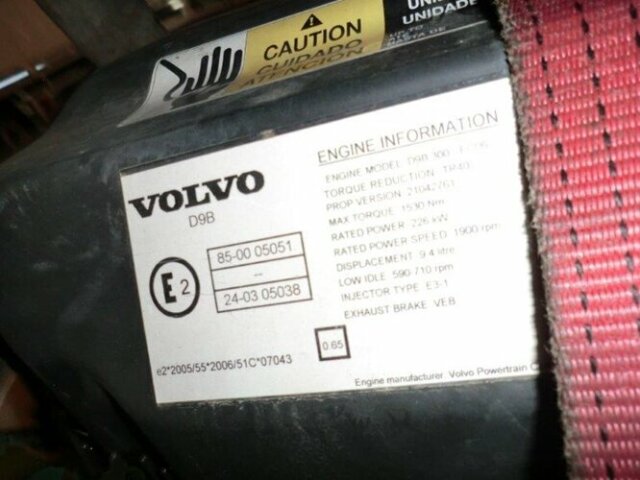 UNIDADE
CAUTION
CUIDADO
ATENCION
VOLVO
D9B
E2
85-00 05051
--
24-03 05038
e2*2005/55*2006/51C*07043
ENGINE INFORMATION
ENGINE MODEL: D9B 300
TORQUE REDUCTION: TP40
PROP VERSION: 21042761
MAX TORQUE: 1530 Nm
RATED POWER: 226 kW
RATED POWER SPEED: 1900 rpm
DISPLACEMENT: 9.4 litre
LOW IDLE: 590-710 rpm
INJECTOR TYPE: E3-1
EXHAUST BRAKE: VEB
0.65
Engine manufacturer: Volvo Powertrain